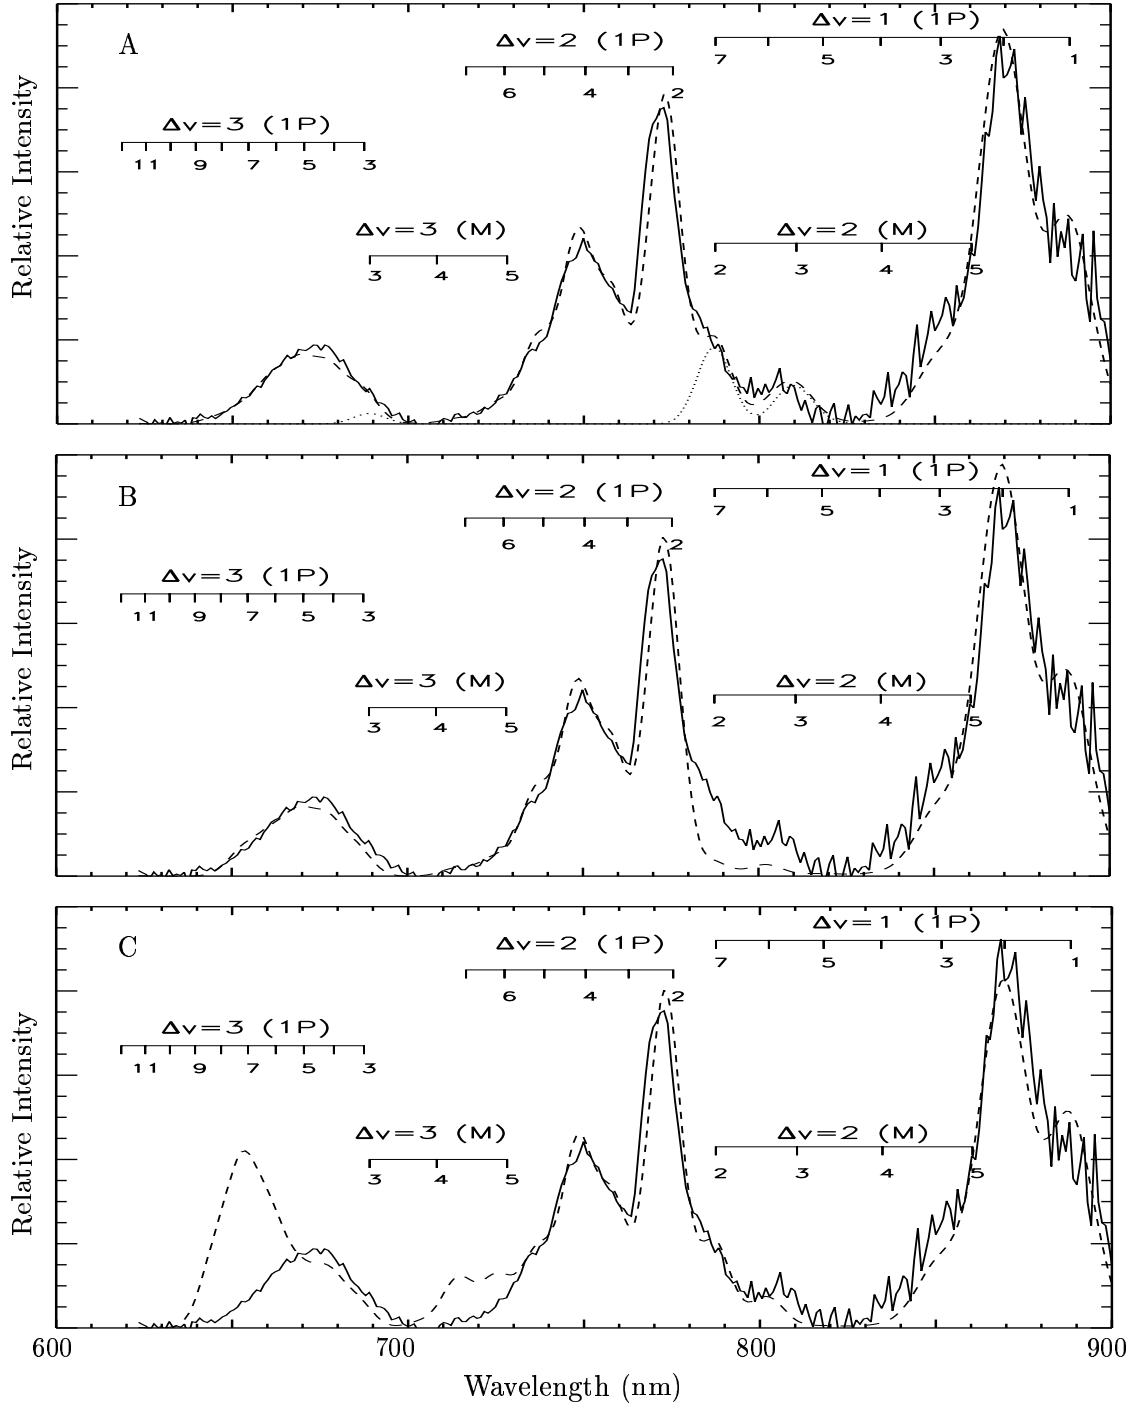 A
Δv=1 (1P)
7 5 3 1
Δv=2 (1P)
6 4 2
Δv=3 (1P)
11 9 7 5 3
Δv=3 (M)
3 4 5
Δv=2 (M)
2 3 4 5
Relative Intensity
B
Δv=1 (1P)
7 5 3 1
Δv=2 (1P)
6 4 2
Δv=3 (1P)
11 9 7 5 3
Δv=3 (M)
3 4 5
Δv=2 (M)
2 3 4 5
Relative Intensity
C
Δv=1 (1P)
7 5 3 1
Δv=2 (1P)
6 4 2
Δv=3 (1P)
11 9 7 5 3
Δv=3 (M)
3 4 5
Δv=2 (M)
2 3 4 5
Relative Intensity
600 700 800 900
Wavelength (nm)